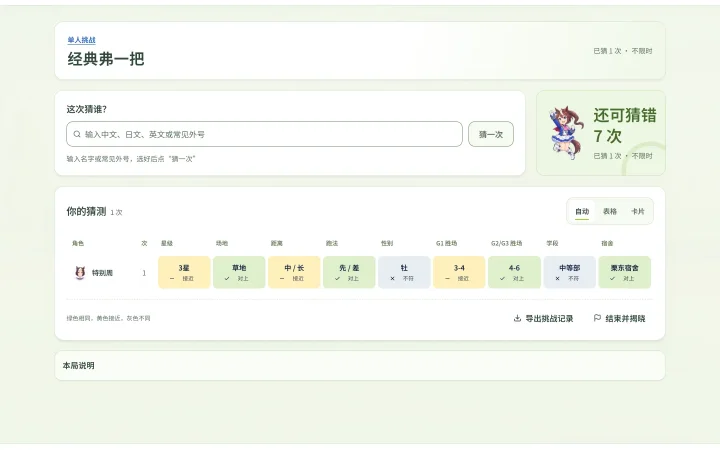 单人挑战
经典弗一把
已猜 1 次 · 不限时
这次猜谁？
输入中文、日文、英文或常见外号
猜一次
输入名字或常见外号，选好后点“猜一次”
还可猜错
7 次
已猜 1 次 · 不限时
你的猜测 1 次
自动 表格 卡片
角色 次 星级 场地 距离 跑法 性别 G1 胜场 G2/G3 胜场 学段 宿舍
特别周 1 3星 草地 中 / 长 先 / 差 牡 3-4 4-6 中等部 栗东宿舍
接近 对上 接近 对上 不符 接近 对上 不符 对上
绿色相同，黄色接近，灰色不同
导出挑战记录 结束并揭晓
本局说明